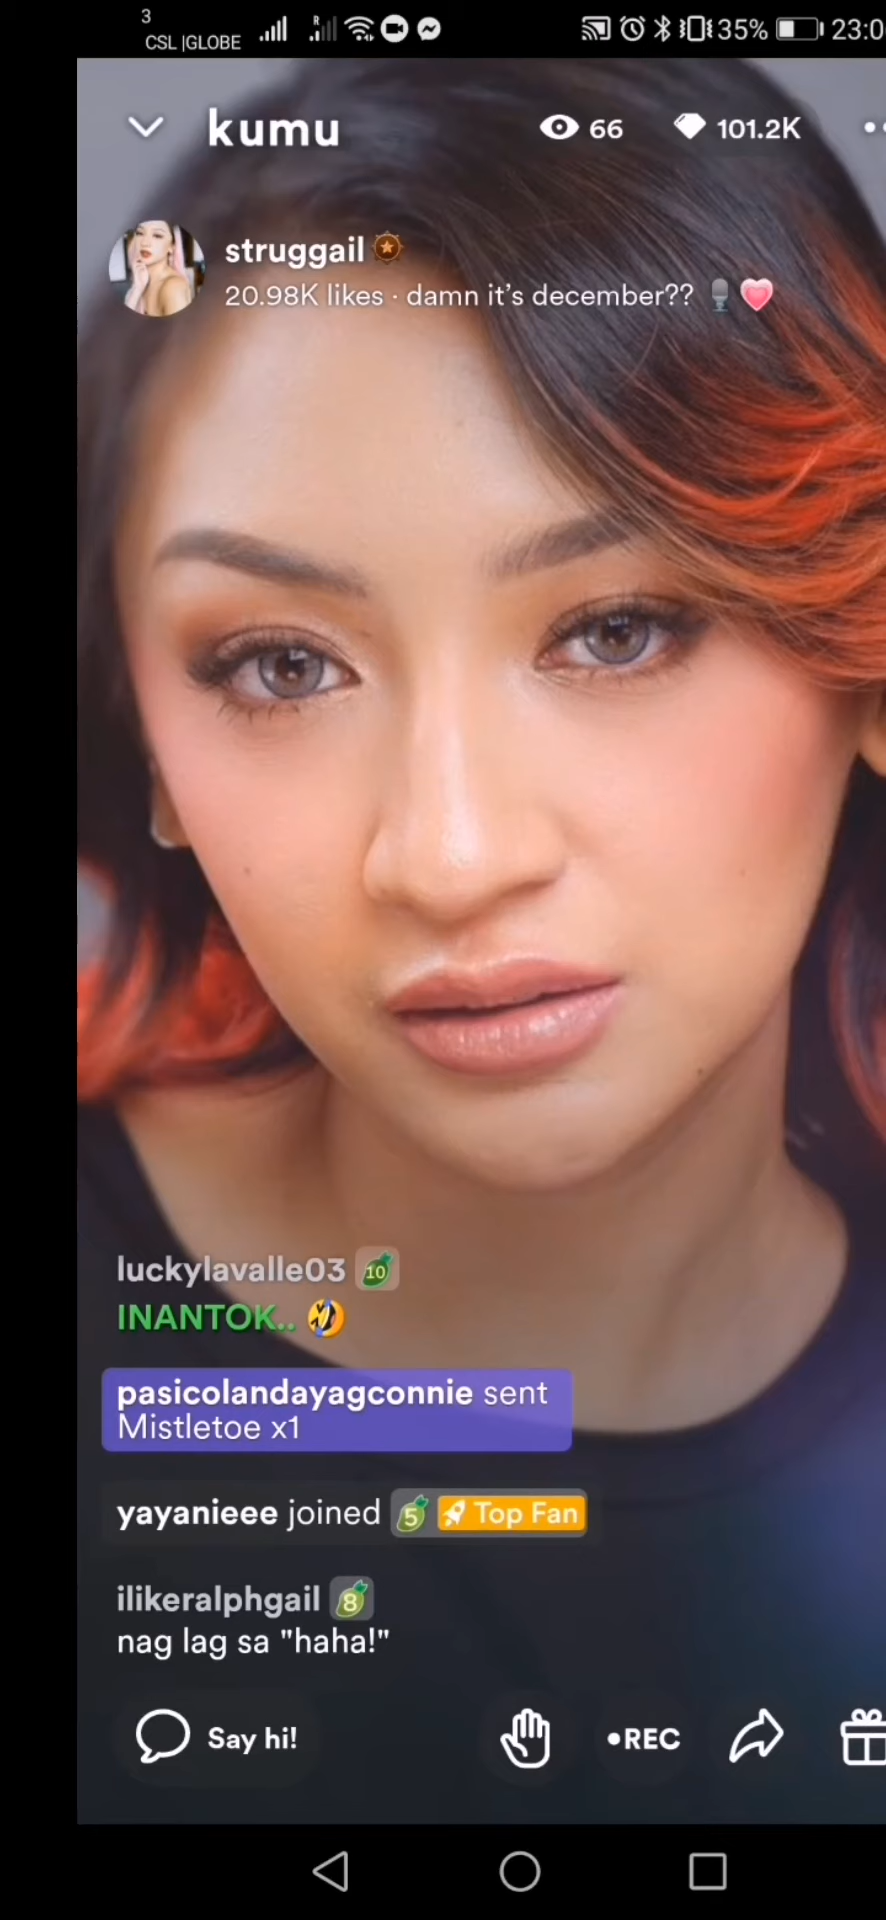 3
CSL |GLOBE
R
35%
23:0
kumu
66
101.2K
struggail
20.98K likes · damn it's december??
luckylavalle03 10
INANTOK.. 🤣
pasicolandayagconnie sent
Mistletoe x1
yayanieee joined 5 Top Fan
ilikeralphgail 8
nag lag sa "haha!"
Say hi!
•REC